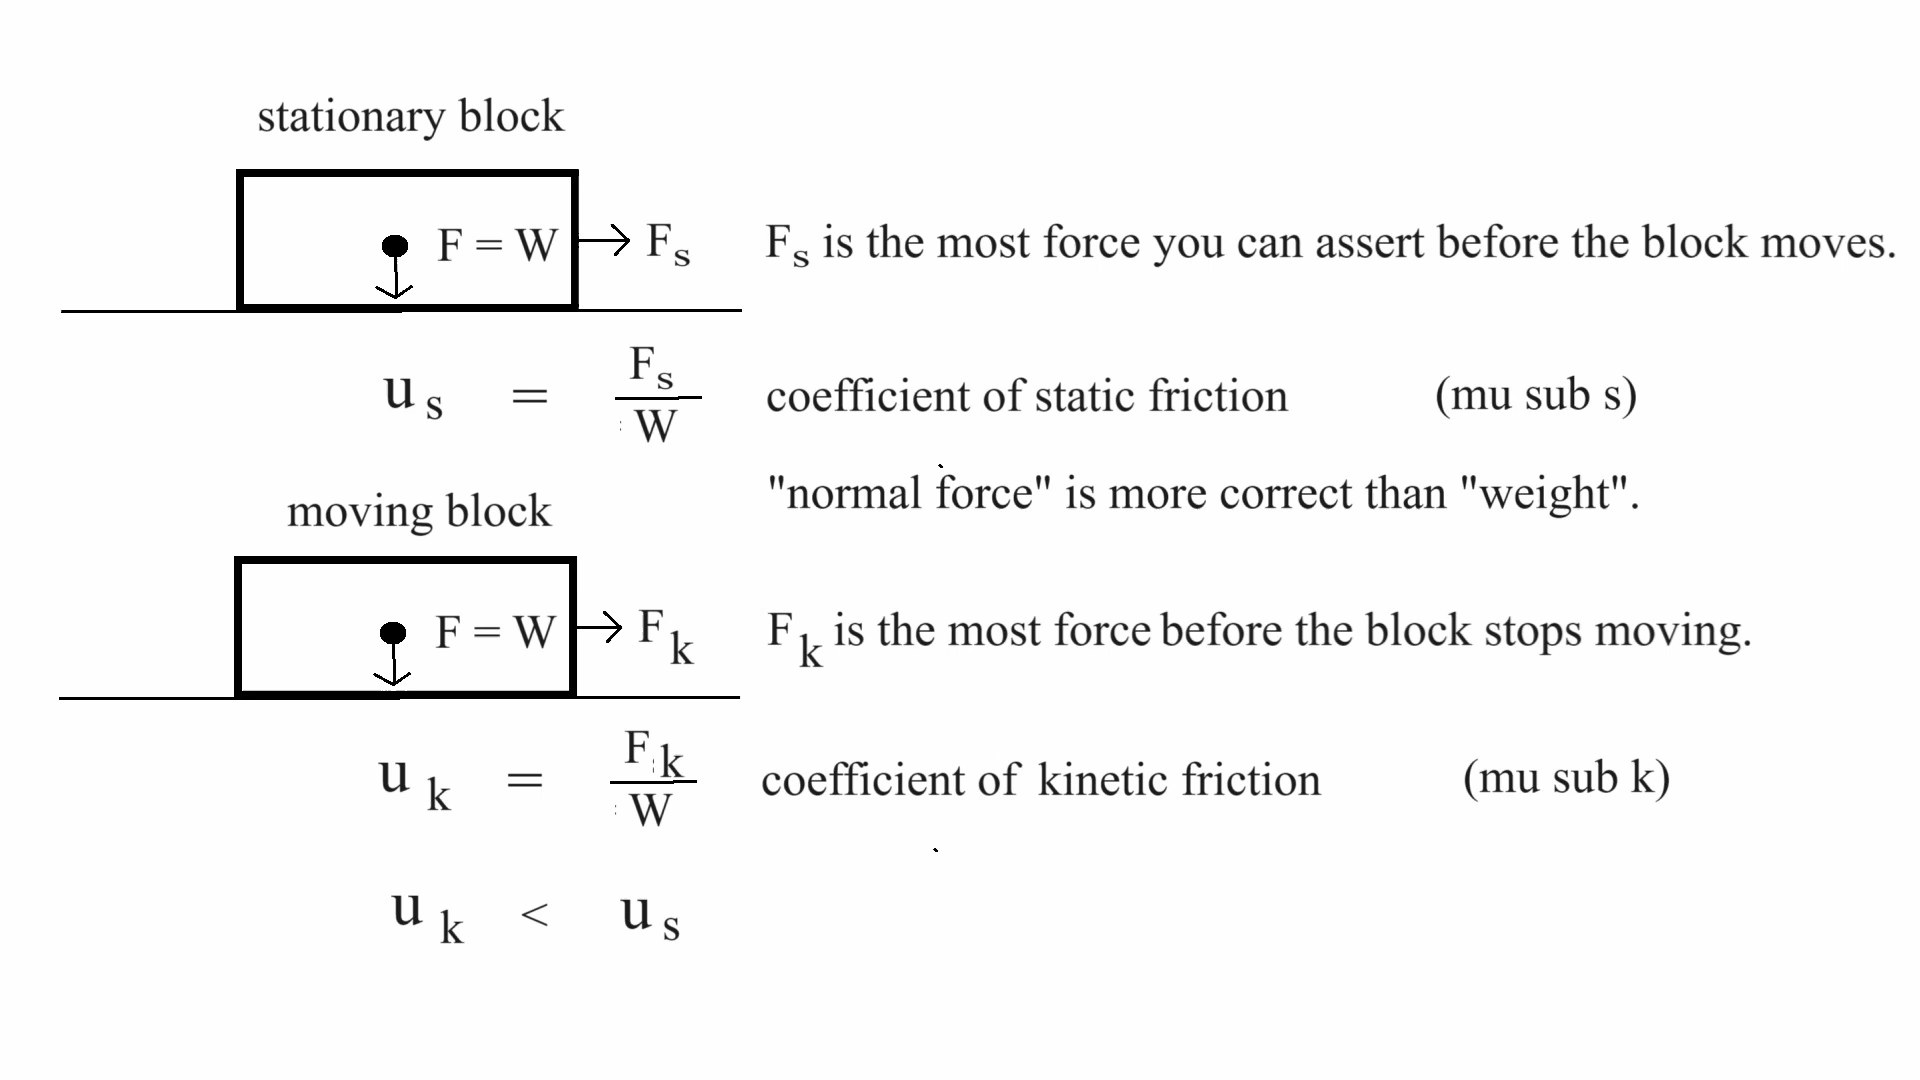 stationary block
F = W
Fs
Fs is the most force you can assert before the block moves.
us = Fs / W coefficient of static friction (mu sub s)
"normal force" is more correct than "weight".
moving block
F = W
Fk
Fk is the most force before the block stops moving.
uk = Fk / W coefficient of kinetic friction (mu sub k)
uk < us